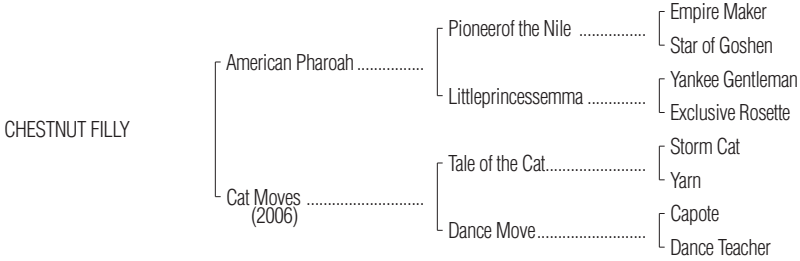 Empire Maker
Pioneerof the Nile ................
Star of Goshen
American Pharoah ................
Yankee Gentleman
Littleprincessemma ..............
Exclusive Rosette
CHESTNUT FILLY
Storm Cat
Tale of the Cat........................
Yarn
Cat Moves ............................
(2006)
Capote
Dance Move..........................
Dance Teacher